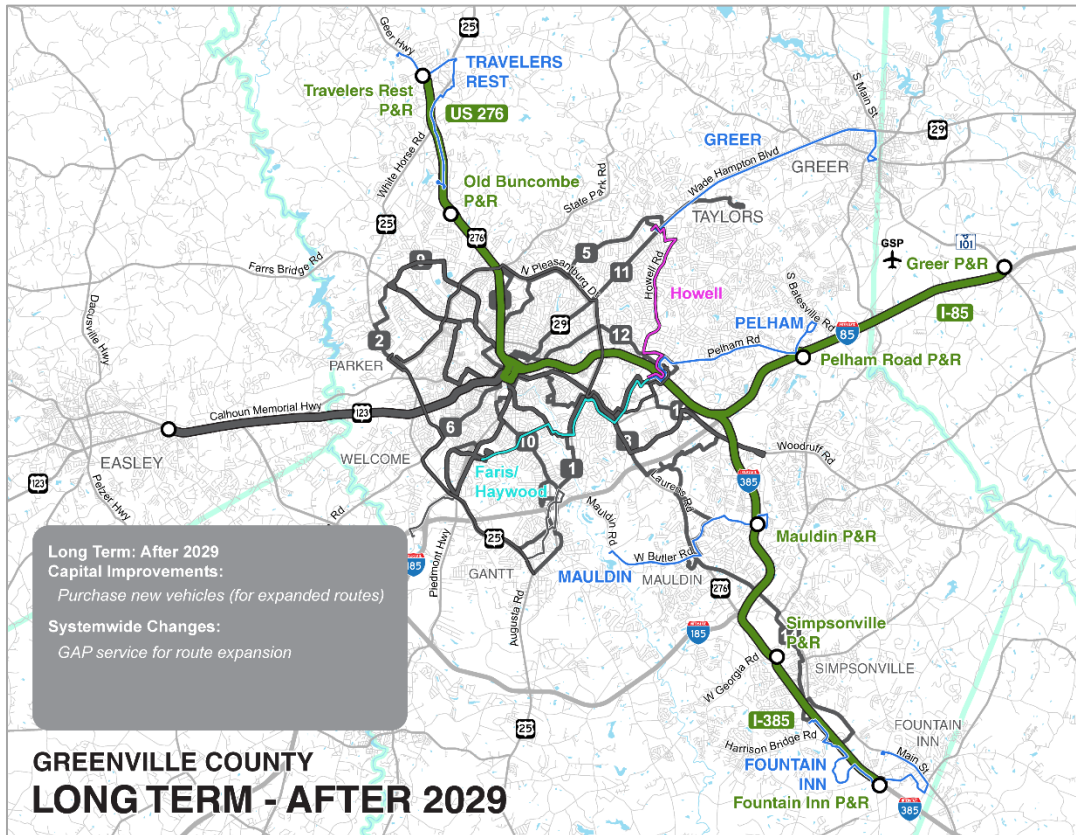 25
Geer Hwy
TRAVELERS
REST
Travelers Rest
P&R
US 276
S Main St
29
GREER
GREER
White Horse Rd
Wade Hampton Blvd
Old Buncombe
P&R
State Park Rd
25
276
TAYLORS
5
101
GSP
Greer P&R
Farrs Bridge Rd
9
N Pleasantburg Dr
11
Howell Rd
Howell
S Batesville Rd
I-85
Dacusville Hwy
2
29
12
PELHAM
85
Pelham Rd
Pelham Road P&R
PARKER
Calhoun Memorial Hwy
123
6
10
EASLEY
WELCOME
Woodruff Rd
123
Pelzer Hwy
Faris/
Haywood
1
Laurens Rd
385
Rd
Mauldin Rd
25
Mauldin P&R
W Butler Rd
Piedmont Hwy
GANTT
MAULDIN
MAULDIN
85
276
Augusta Rd
185
Simpsonville
P&R
SIMPSONVILLE
W Georgia Rd
25
I-385
FOUNTAIN
INN
Harrison Bridge Rd
Main St
FOUNTAIN
INN
Fountain Inn P&R
385
Long Term: After 2029
Capital Improvements:
Purchase new vehicles (for expanded routes)
Systemwide Changes:
GAP service for route expansion
GREENVILLE COUNTY
LONG TERM - AFTER 2029